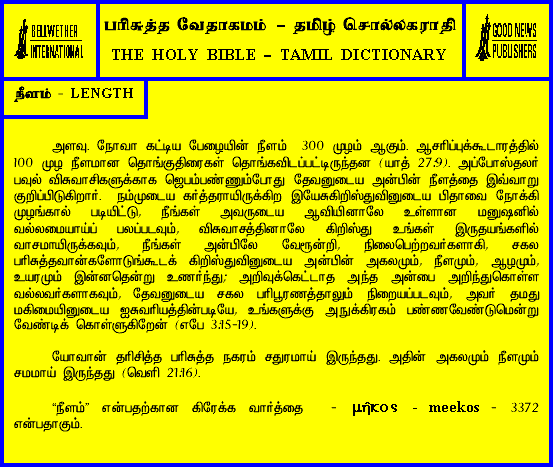 BELLWETHER
INTERNATIONAL
பரிசுத்த வேதாகமம் - தமிழ் சொல்லகராதி
THE HOLY BIBLE - TAMIL DICTIONARY
GOOD NEWS
PUBLISHERS
நீளம் - LENGTH
அளவு. நோவா கட்டிய பேழையின் நீளம் 300 முழம் ஆகும். ஆசரிப்புக்கூடாரத்தில்
100 முழ நீளமான தொங்குதிரைகள் தொங்கவிடப்பட்டிருந்தன (யாத் 27:9). அப்போஸ்தலர்
பவுல் விசுவாசிகளுக்காக ஜெபம்பண்ணும்போது தேவனுடைய அன்பின் நீளத்தை இவ்வாறு
குறிப்பிடுகிறார். நம்முடைய கர்த்தராயிருக்கிற இயேசுகிறிஸ்துவினுடைய பிதாவை நோக்கி
முழங்கால் படியிட்டு, நீங்கள் அவருடைய ஆவியினாலே உள்ளான மனுஷனில்
வல்லமையாய்ப் பலப்படவும், விசுவாசத்தினாலே கிறிஸ்து உங்கள் இருதயங்களில்
வாசமாயிருக்கவும், நீங்கள் அன்பிலே வேரூன்றி, நிலைபெற்றவர்களாகி, சகல
பரிசுத்தவான்களோடுங்கூடக் கிறிஸ்துவினுடைய அன்பின் அகலமும், நீளமும், ஆழமும்,
உயரமும் இன்னதென்று உணர்ந்து; அறிவுக்கெட்டாத அந்த அன்பை அறிந்துகொள்ள
வல்லவர்களாகவும், தேவனுடைய சகல பரிபூரணத்தாலும் நிறையப்படவும், அவர் தமது
மகிமையினுடைய ஐசுவரியத்தின்படியே, உங்களுக்கு அநுக்கிரகம் பண்ணவேண்டுமென்று
வேண்டிக் கொள்ளுகிறேன் (எபே 3:15-19).
யோவான் தரிசித்த பரிசுத்த நகரம் சதுரமாய் இருந்தது. அதின் அகலமும் நீளமும்
சமமாய் இருந்தது (வெளி 21:16).
"நீளம்" என்பதற்கான கிரேக்க வார்த்தை - μῆκος - meekos - 3372
என்பதாகும்.